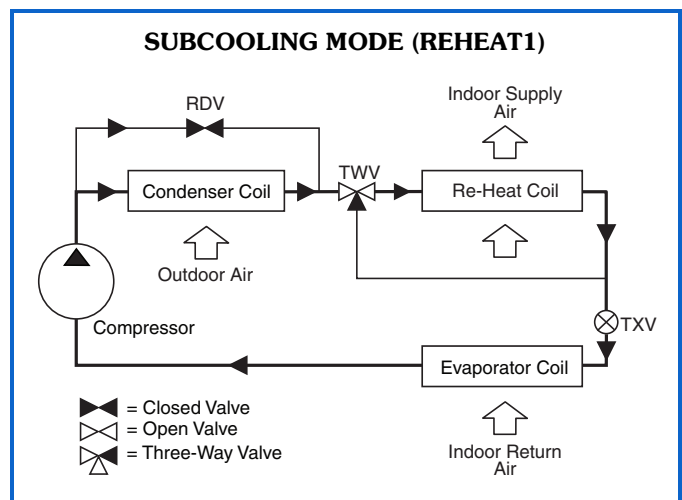 SUBCOOLING MODE (REHEAT1)
Indoor Supply
Air
RDV
TWV
Condenser Coil
Re-Heat Coil
Outdoor Air
Compressor
TXV
Evaporator Coil
= Closed Valve
= Open Valve
= Three-Way Valve
Indoor Return
Air